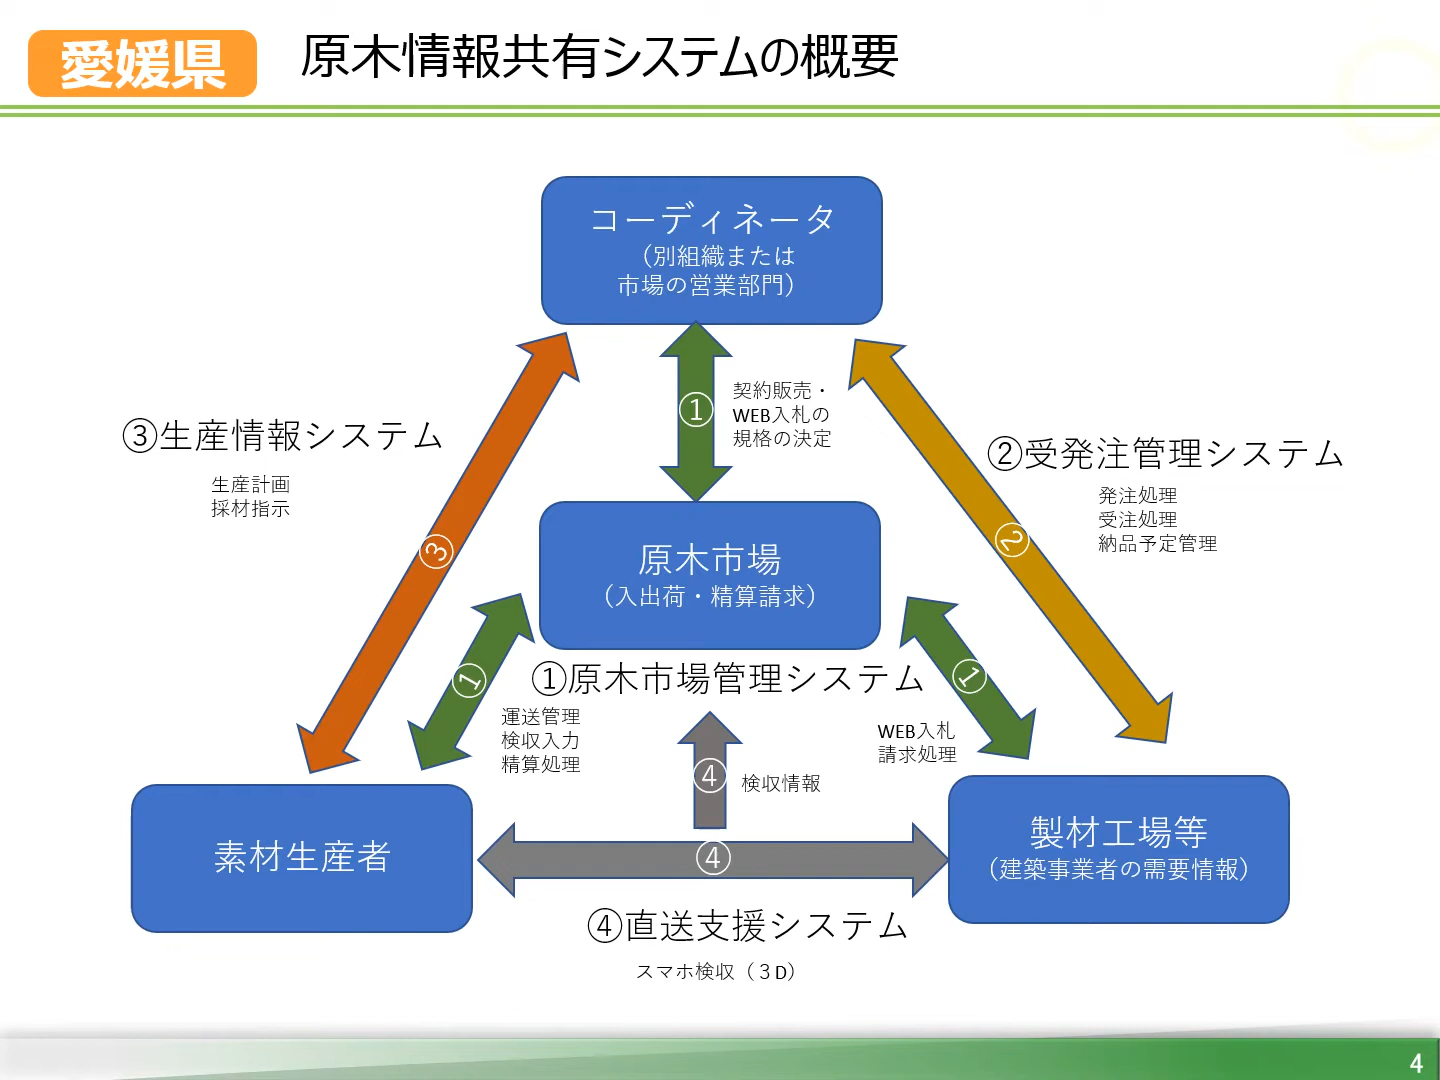 愛媛県
原木情報共有システムの概要
コーディネータ
（別組織または
市場の営業部門）
①
契約販売・
WEB入札の
規格の決定
③生産情報システム
生産計画
採材指示
③
②受発注管理システム
発注処理
受注処理
納品予定管理
②
原木市場
（入出荷・精算請求）
①原木市場管理システム
①
運送管理
検収入力
精算処理
①
WEB入札
請求処理
④
検収情報
素材生産者
④
製材工場等
（建築事業者の需要情報）
④直送支援システム
スマホ検収（３D）
4